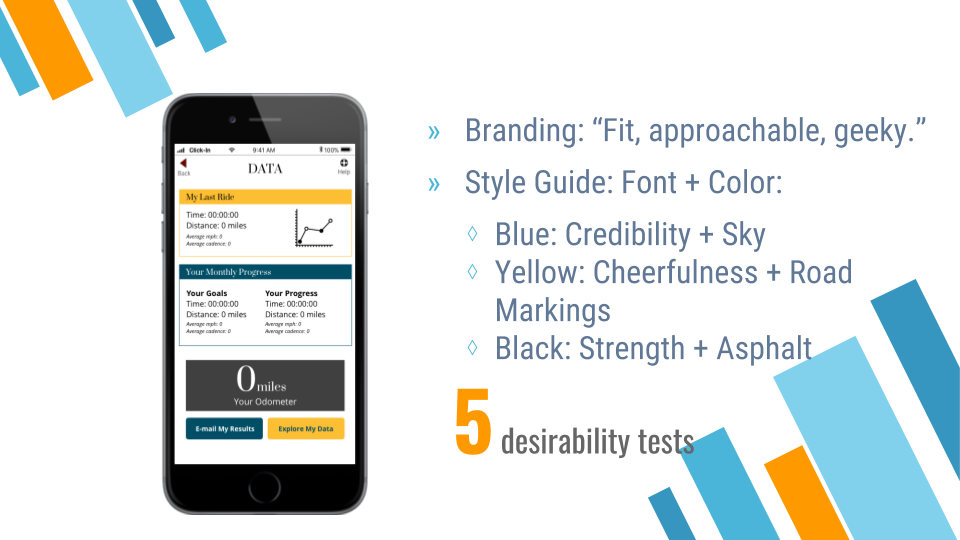 Click-in 9:41 AM 100%
Back DATA Help
My Last Ride
Time: 00:00:00
Distance: 0 miles
Average mph: 0
Average cadence: 0
Your Monthly Progress
Your Goals Your Progress
Time: 00:00:00 Time: 00:00:00
Distance: 0 miles Distance: 0 miles
Average mph: 0 Average mph: 0
Average cadence: 0 Average cadence: 0
0 miles
Your Odometer
E-mail My Results Explore My Data
» Branding: “Fit, approachable, geeky.”
» Style Guide: Font + Color:
◊ Blue: Credibility + Sky
◊ Yellow: Cheerfulness + Road
Markings
◊ Black: Strength + Asphalt
5 desirability tests